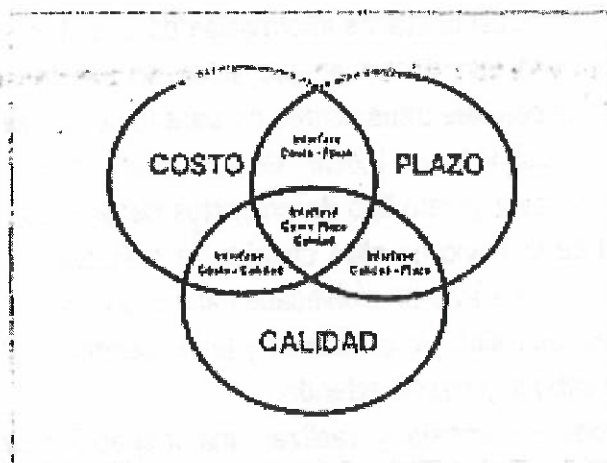 Interfase
Costo - Plazo
COSTO
PLAZO
Interfase
Costo - Plazo
Calidad
Interfase
Costo - Calidad
Interfase
Calidad - Plazo
CALIDAD